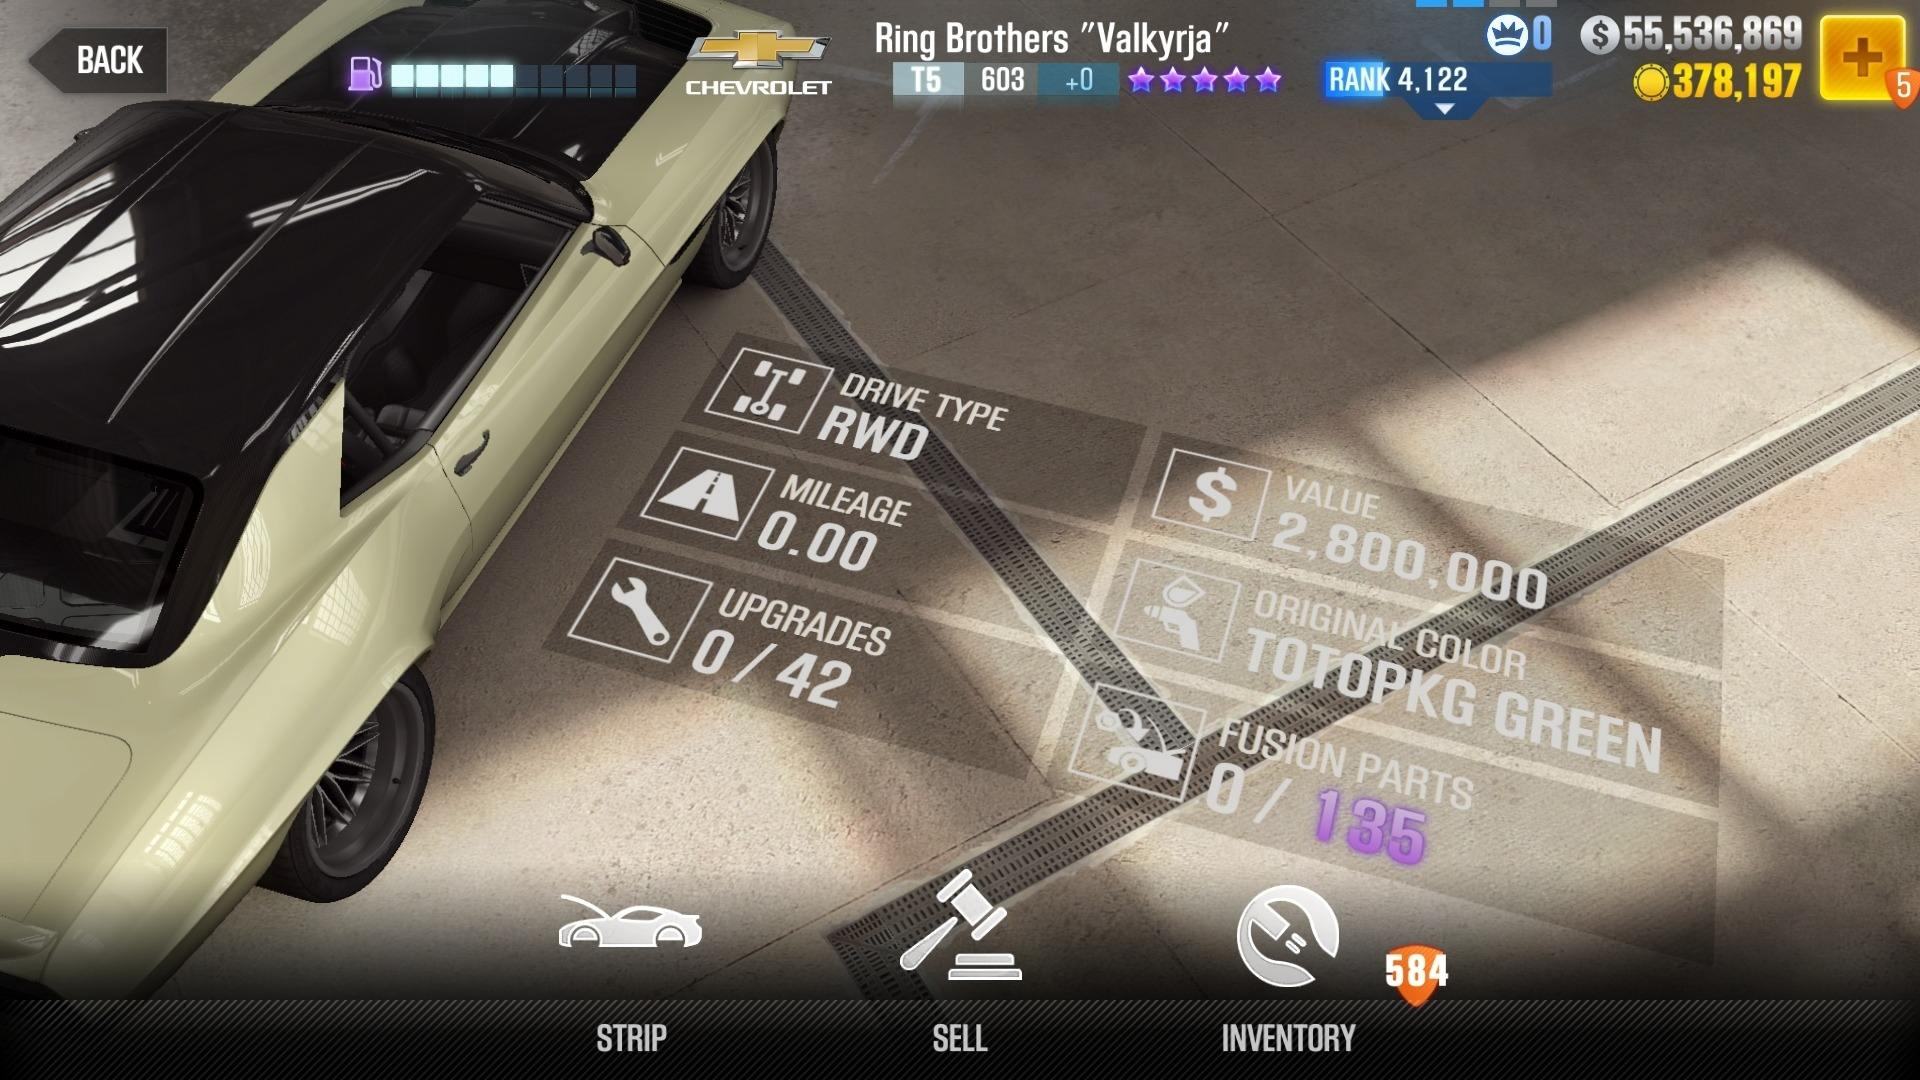 BACK
CHEVROLET
Ring Brothers "Valkyrja"
T5 603 +0
RANK 4,122
0
$ 55,536,869
378,197
5
DRIVE TYPE
RWD
MILEAGE
0.00
UPGRADES
0 / 42
$ VALUE
2,800,000
ORIGINAL COLOR
TOTOPKG GREEN
FUSION PARTS
0 / 135
584
STRIP
SELL
INVENTORY